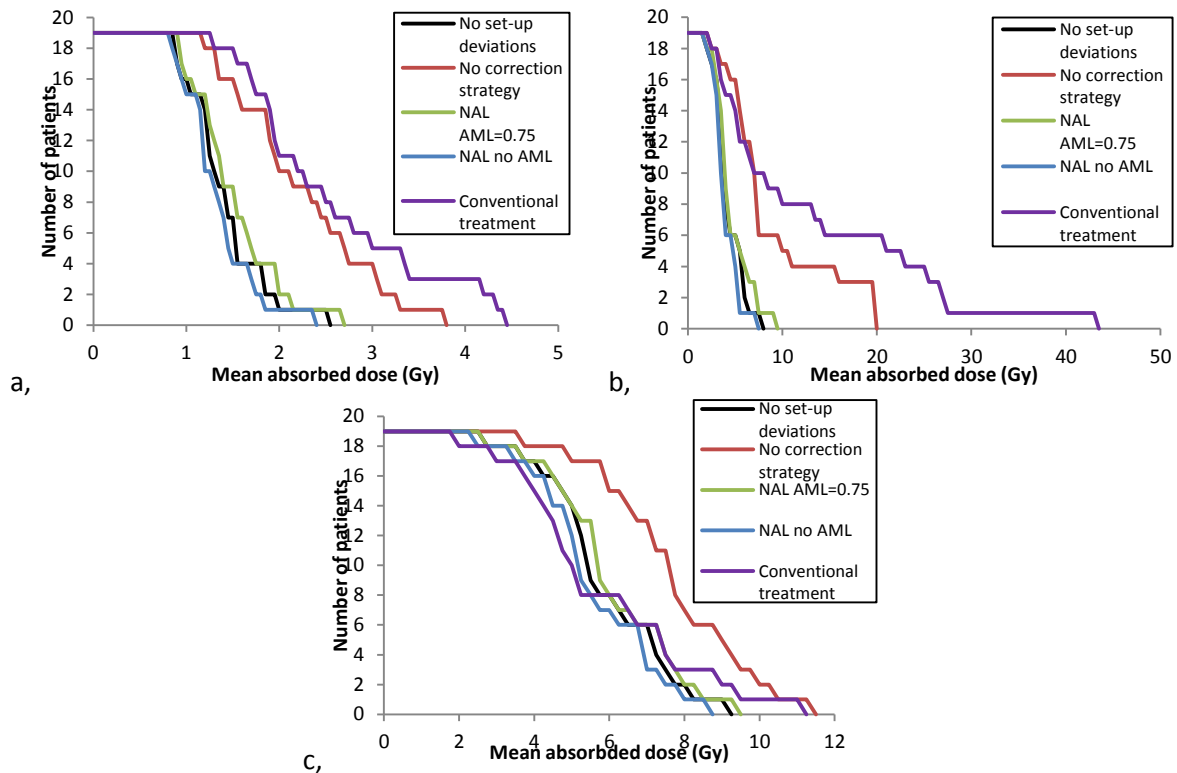 20
18
16
14
12
10
8
6
4
2
0
Number of patients
0 1 2 3 4 5
Mean absorbed dose (Gy)
No set-up
deviations
No correction
strategy
NAL
AML=0.75
NAL no AML
Conventional
treatment
a,
20
18
16
14
12
10
8
6
4
2
0
Number of patients
0 10 20 30 40 50
Mean absorbed dose (Gy)
No set-up
deviations
No correction
strategy
NAL
AML=0.75
NAL no AML
Conventional
treatment
b,
20
18
16
14
12
10
8
6
4
2
0
Number of patients
0 2 4 6 8 10 12
Mean absorbded dose (Gy)
No set-up
deviations
No correction
strategy
NAL AML=0.75
NAL no AML
Conventional
treatment
c,